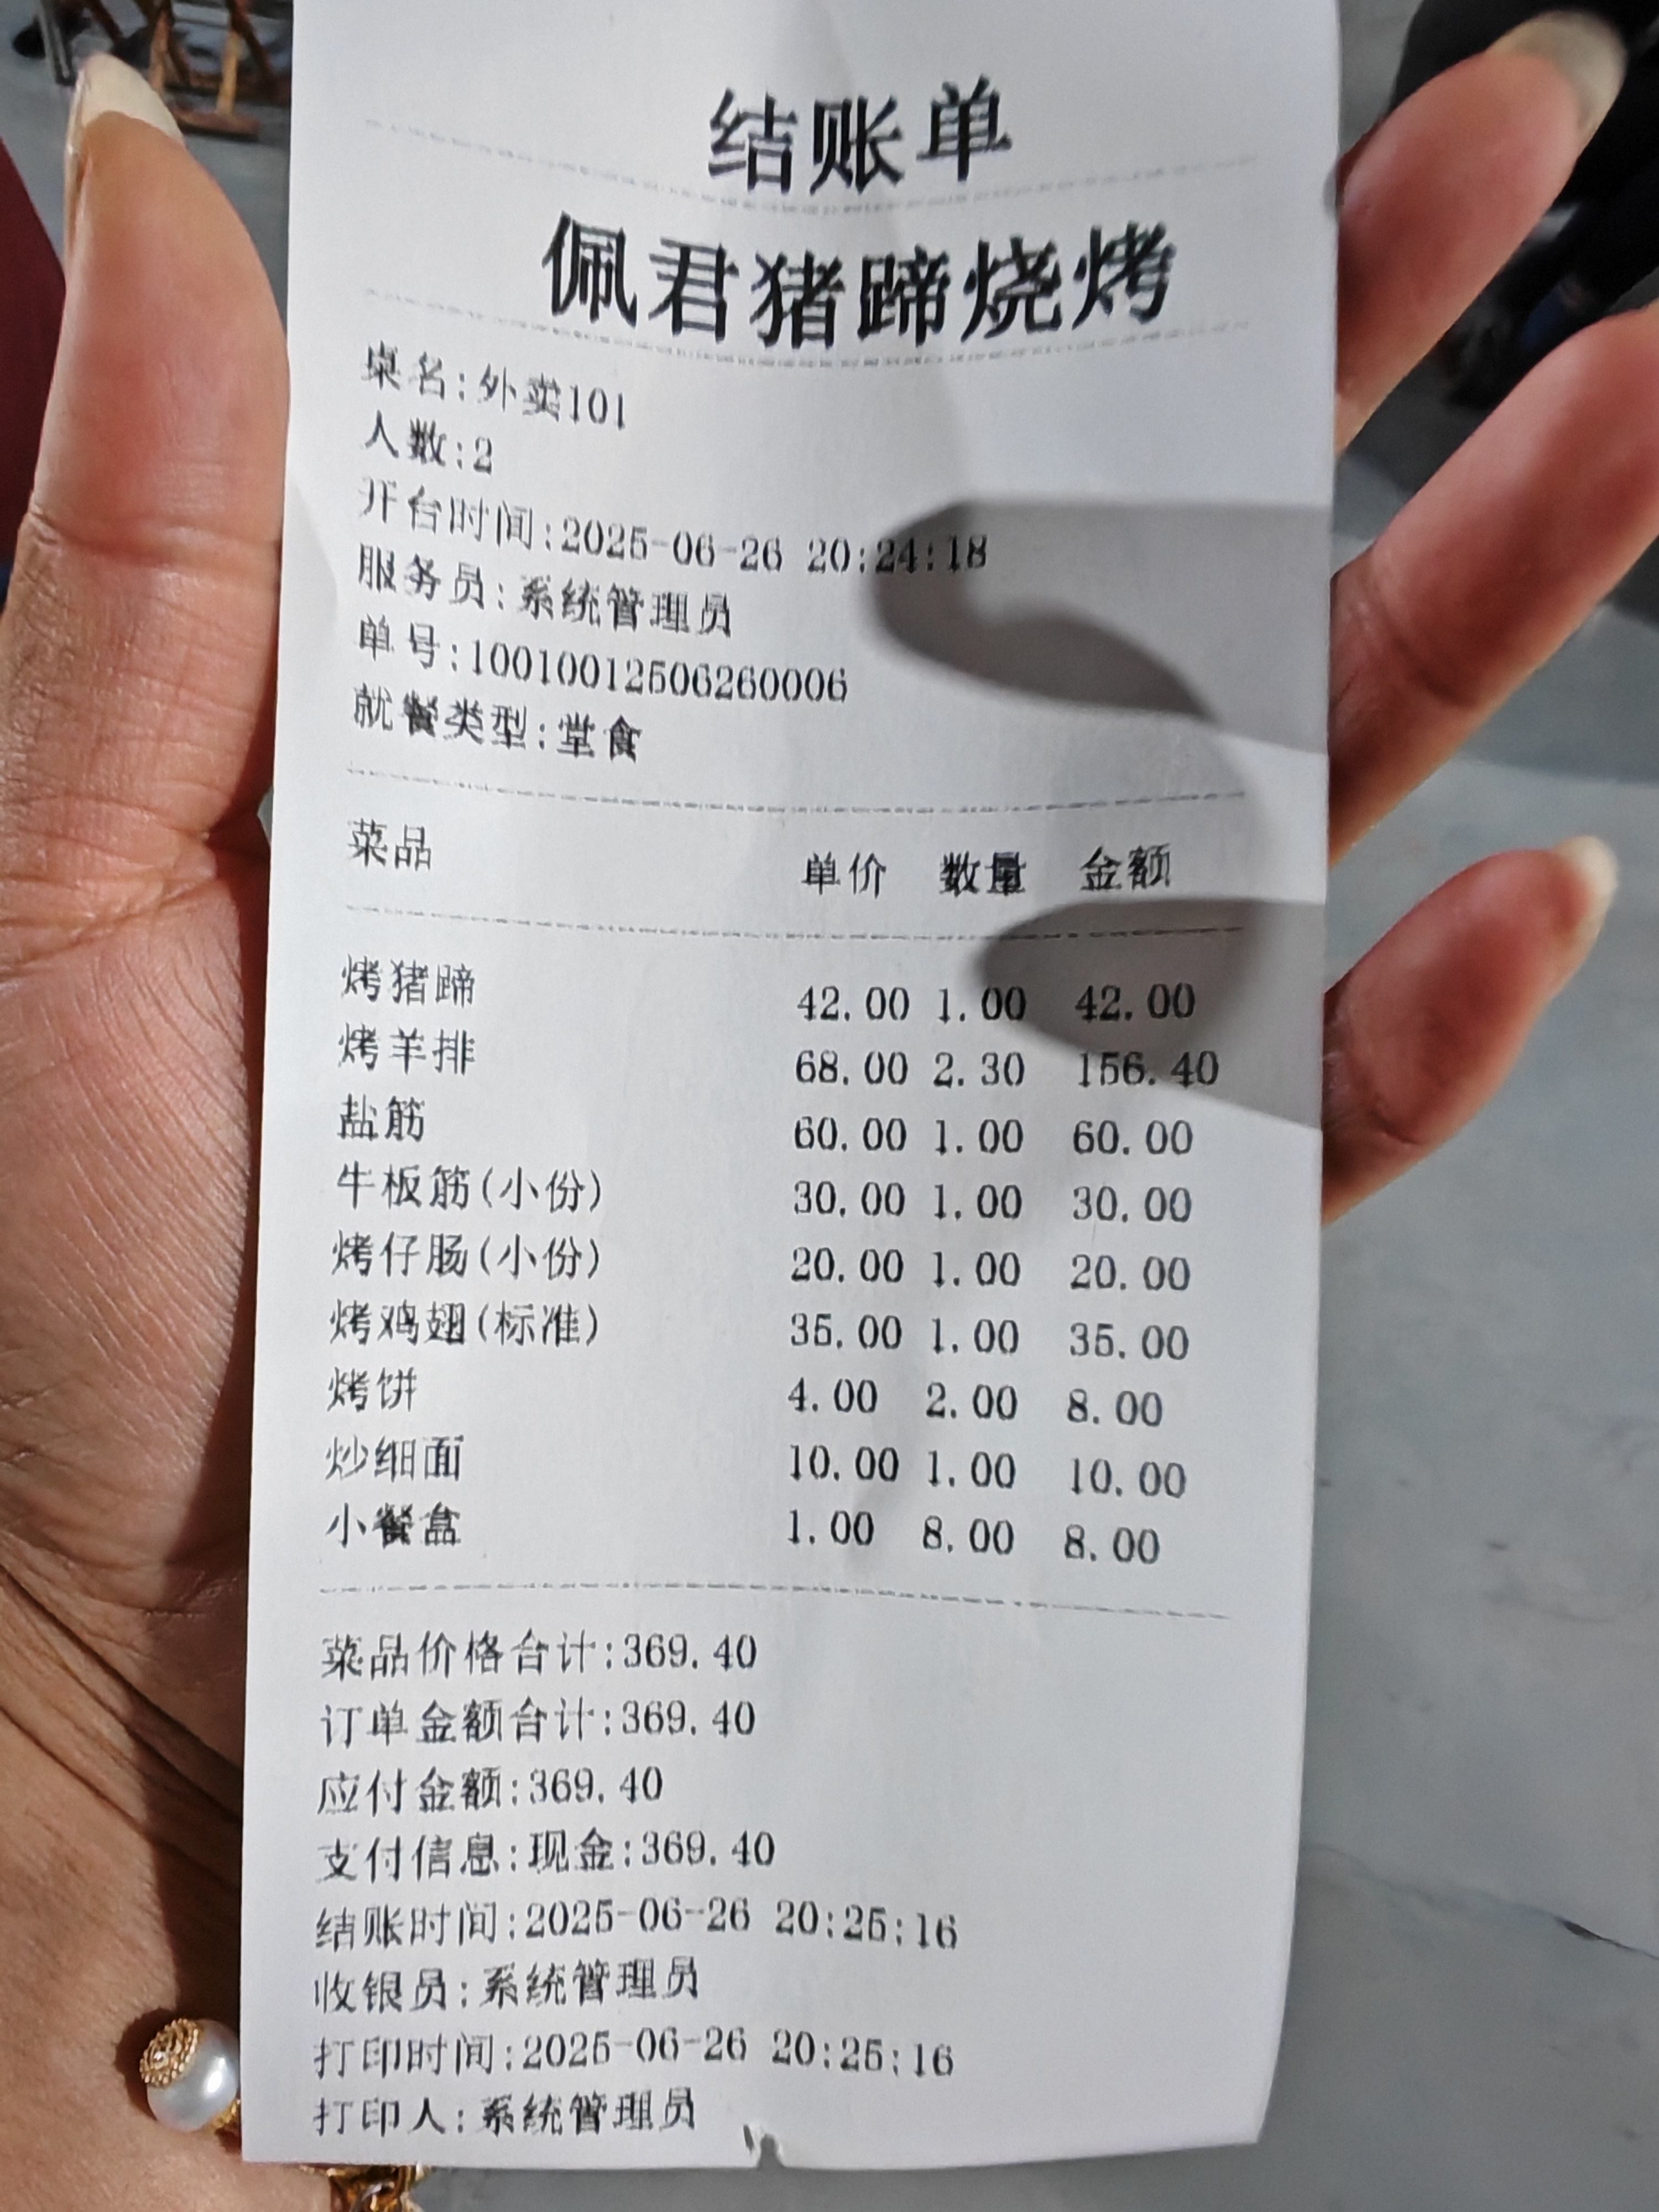 结账单
佩君猪蹄烧烤
桌名:外卖101
人数:2
开台时间:2025-06-26 20:24:18
服务员:系统管理员
单号:10010012506260006
就餐类型:堂食
菜品 单价 数量 金额
烤猪蹄 42.00 1.00 42.00
烤羊排 68.00 2.30 156.40
盐筋 60.00 1.00 60.00
牛板筋(小份) 30.00 1.00 30.00
烤仔肠(小份) 20.00 1.00 20.00
烤鸡翅(标准) 35.00 1.00 35.00
烤饼 4.00 2.00 8.00
炒细面 10.00 1.00 10.00
小餐盒 1.00 8.00 8.00
菜品价格合计:369.40
订单金额合计:369.40
应付金额:369.40
支付信息:现金:369.40
结账时间:2025-06-26 20:25:16
收银员:系统管理员
打印时间:2025-06-26 20:25:16
打印人:系统管理员